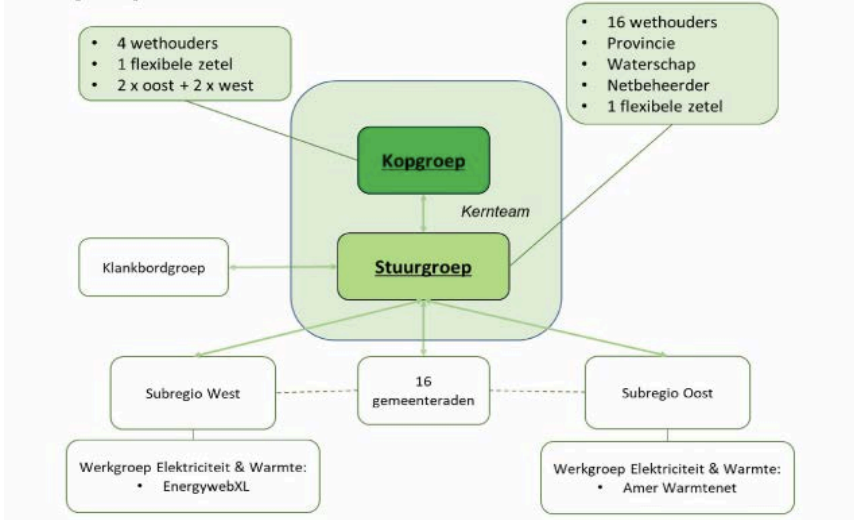 • 4 wethouders
• 1 flexibele zetel
• 2 x oost + 2 x west
• 16 wethouders
• Provincie
• Waterschap
• Netbeheerder
• 1 flexibele zetel
Kopgroep
Kernteam
Klankbordgroep
Stuurgroep
Subregio West
16
gemeenteraden
Subregio Oost
Werkgroep Elektriciteit & Warmte:
• EnergywebXL
Werkgroep Elektriciteit & Warmte:
• Amer Warmtenet